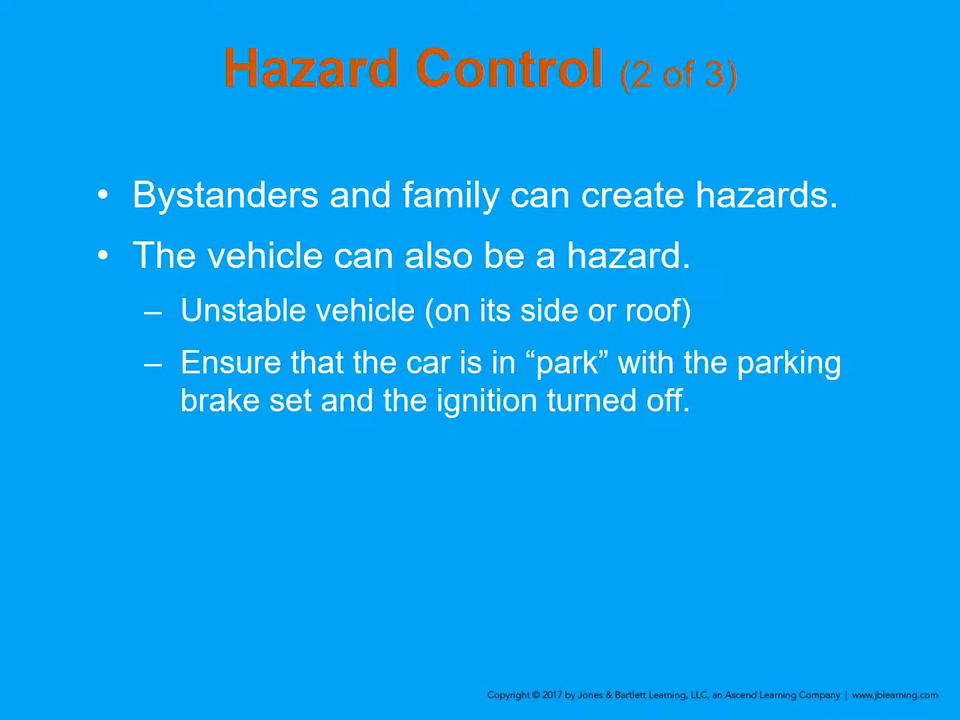 Hazard Control (2 of 3)
• Bystanders and family can create hazards.
• The vehicle can also be a hazard.
– Unstable vehicle (on its side or roof)
– Ensure that the car is in “park” with the parking
brake set and the ignition turned off.
Copyright © 2017 by Jones & Bartlett Learning, LLC, an Ascend Learning Company | www.jblearning.com